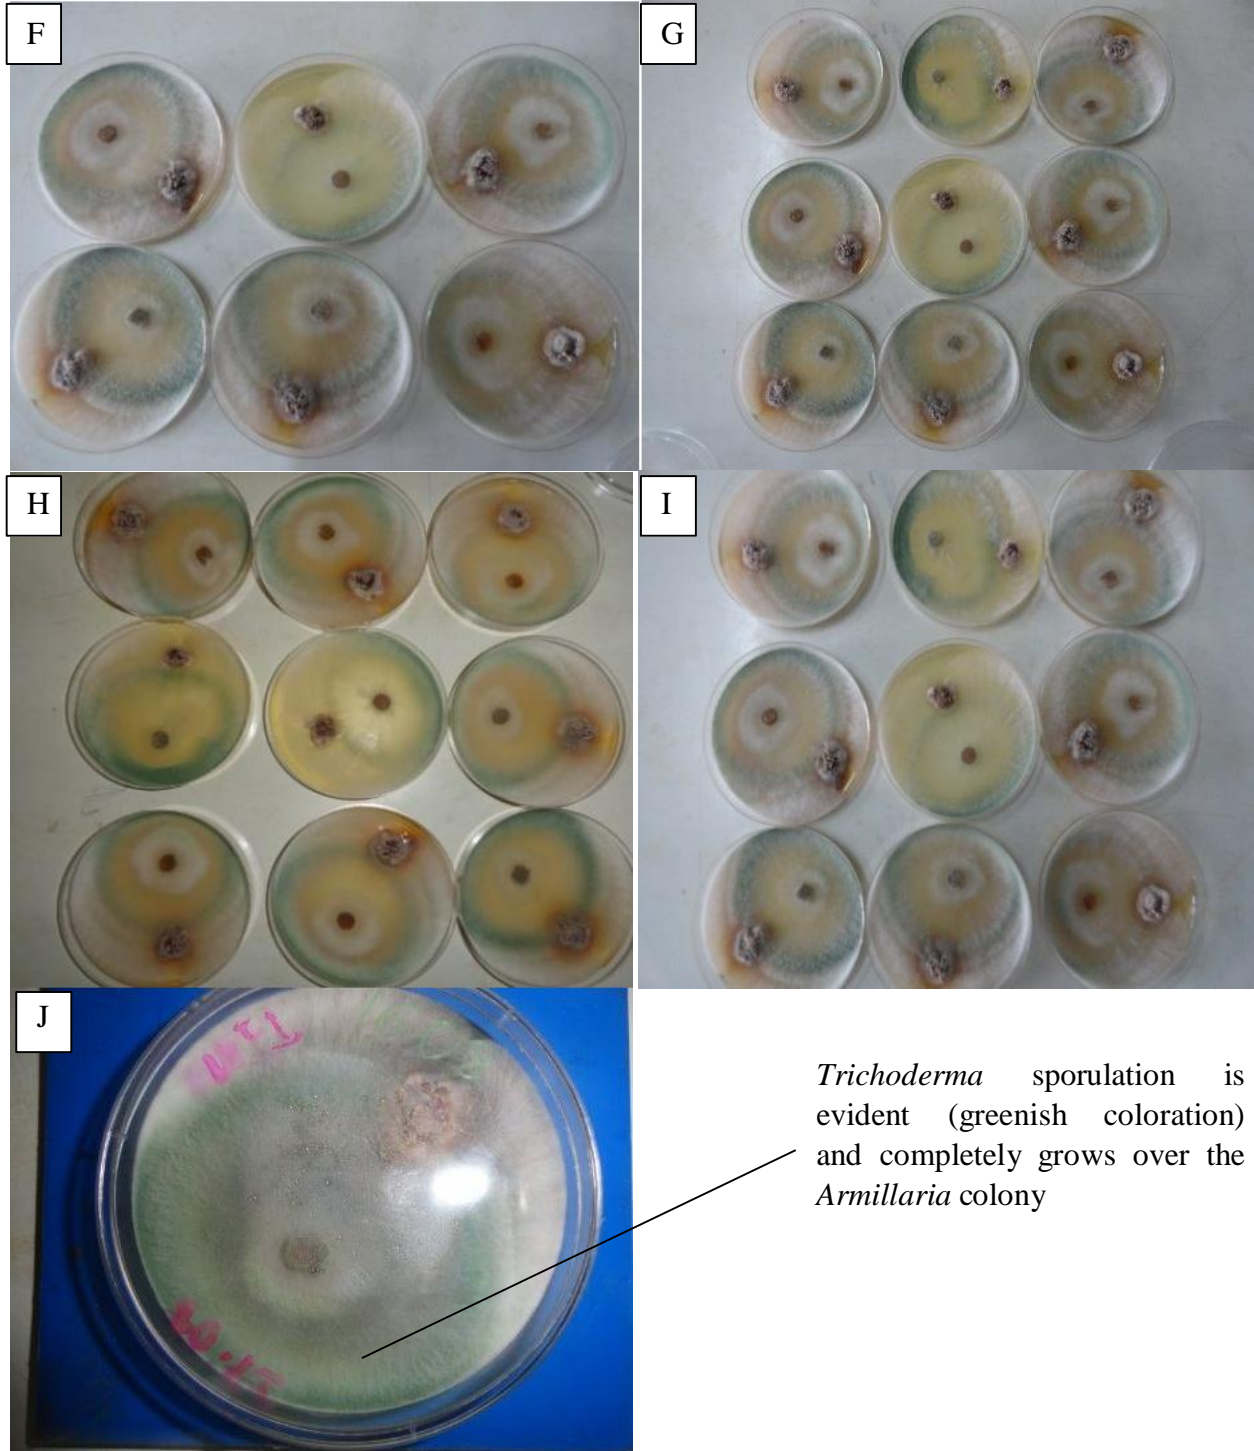 F
G
H
I
J
Trichoderma sporulation is
evident (greenish coloration)
and completely grows over the
Armillaria colony